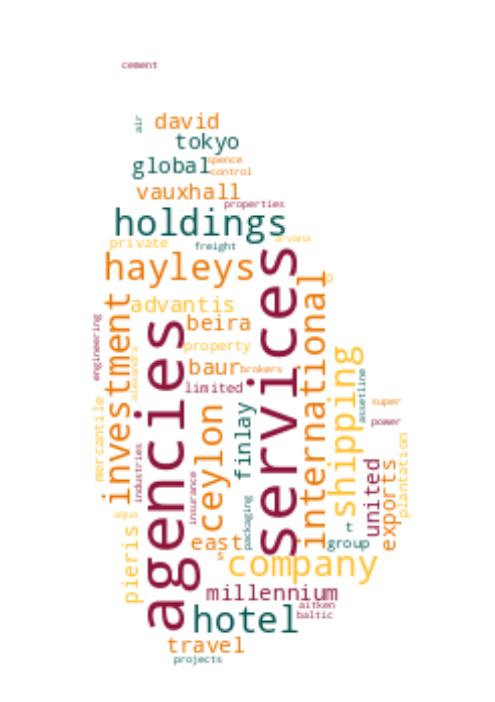 cement
air
david
tokyo
global
spence
control
vauxhall
properties
holdings
private
freight
arvana
hayleys
services
p
international
investment
advantis
beira
agencies
engineering
property
shipping
alexandra
baur
brokers
assetline
limited
mercantile
ceylon
finlay
super
power
plantation
industries
insurance
united
exports
packaging
aqua
t
east
group
s
company
pieris
millennium
aitken
hotel
baltic
travel
projects